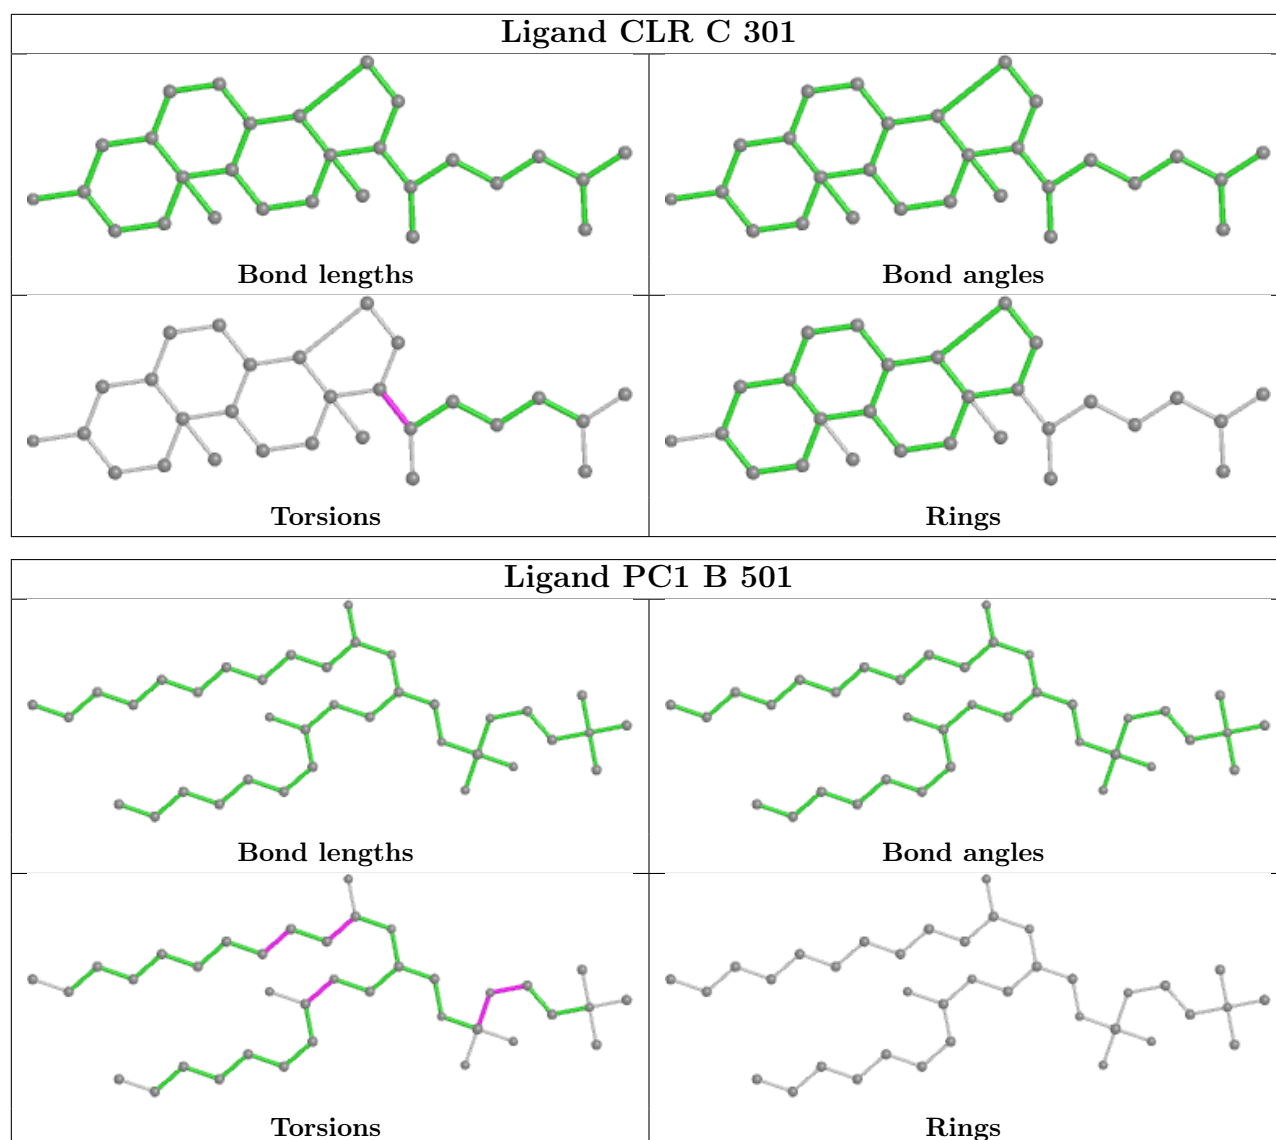 Ligand CLR C 301
Bond lengths
Bond angles
Torsions
Rings
Ligand PC1 B 501
Bond lengths
Bond angles
Torsions
Rings